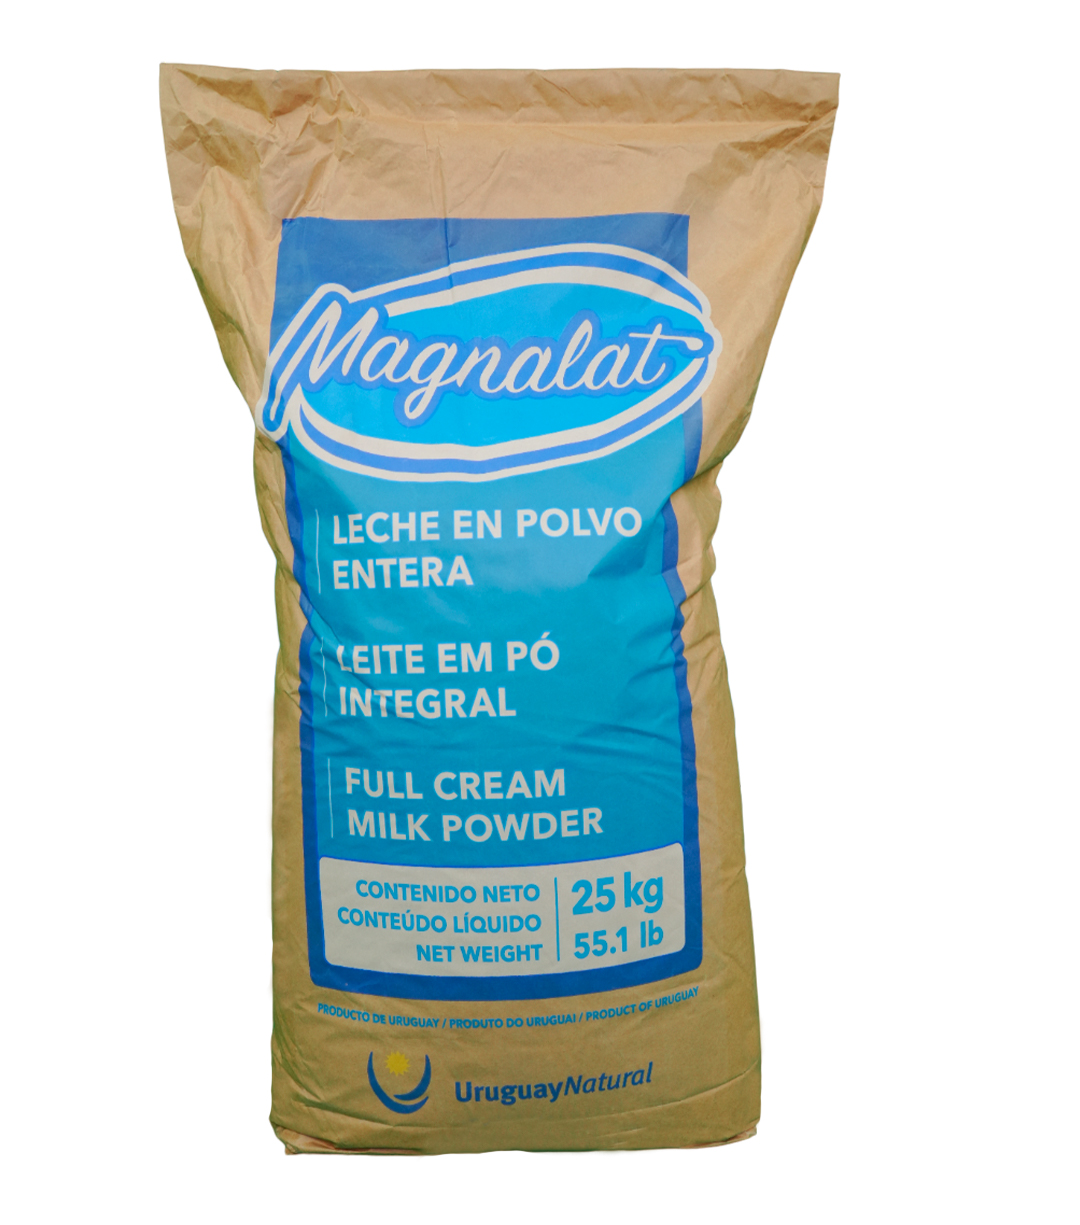 Magnalat
LECHE EN POLVO
ENTERA
LEITE EM PÓ
INTEGRAL
FULL CREAM
MILK POWDER
CONTENIDO NETO
CONTEÚDO LÍQUIDO
NET WEIGHT
25 kg
55.1 lb
PRODUCTO DE URUGUAY / PRODUTO DO URUGUAI / PRODUCT OF URUGUAY
UruguayNatural